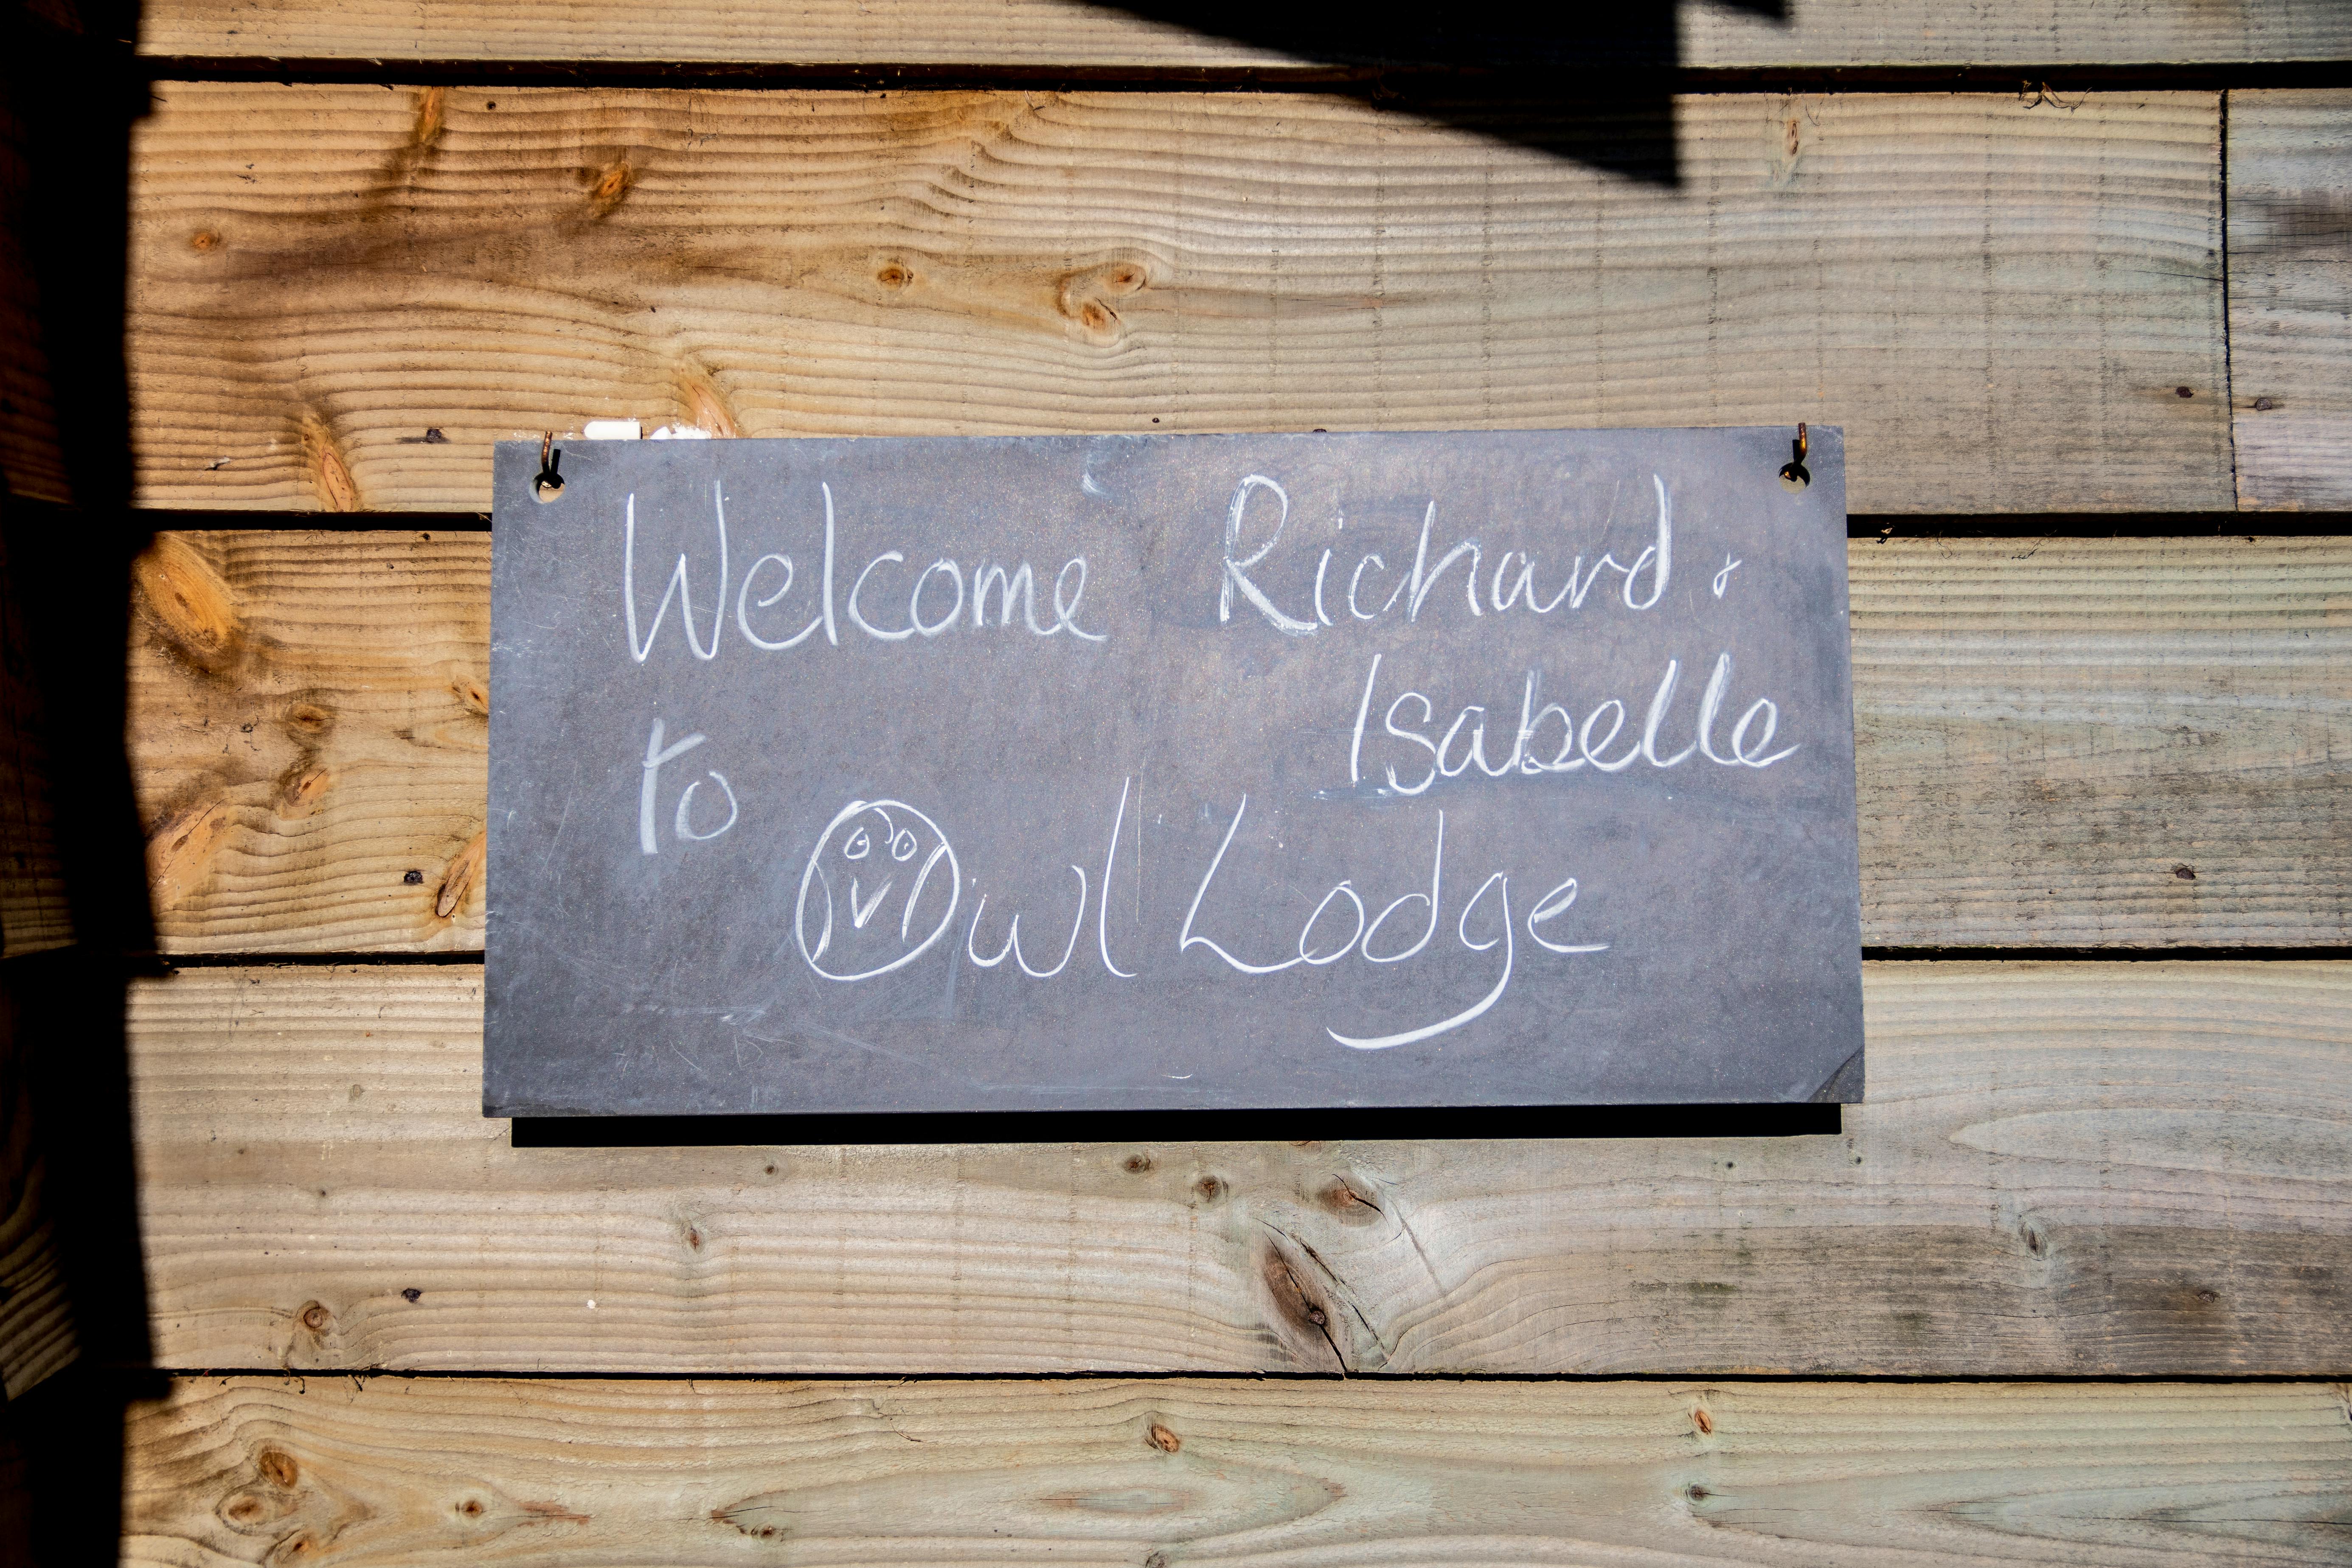 Welcome Richard &
Isabelle
to
Owl Lodge